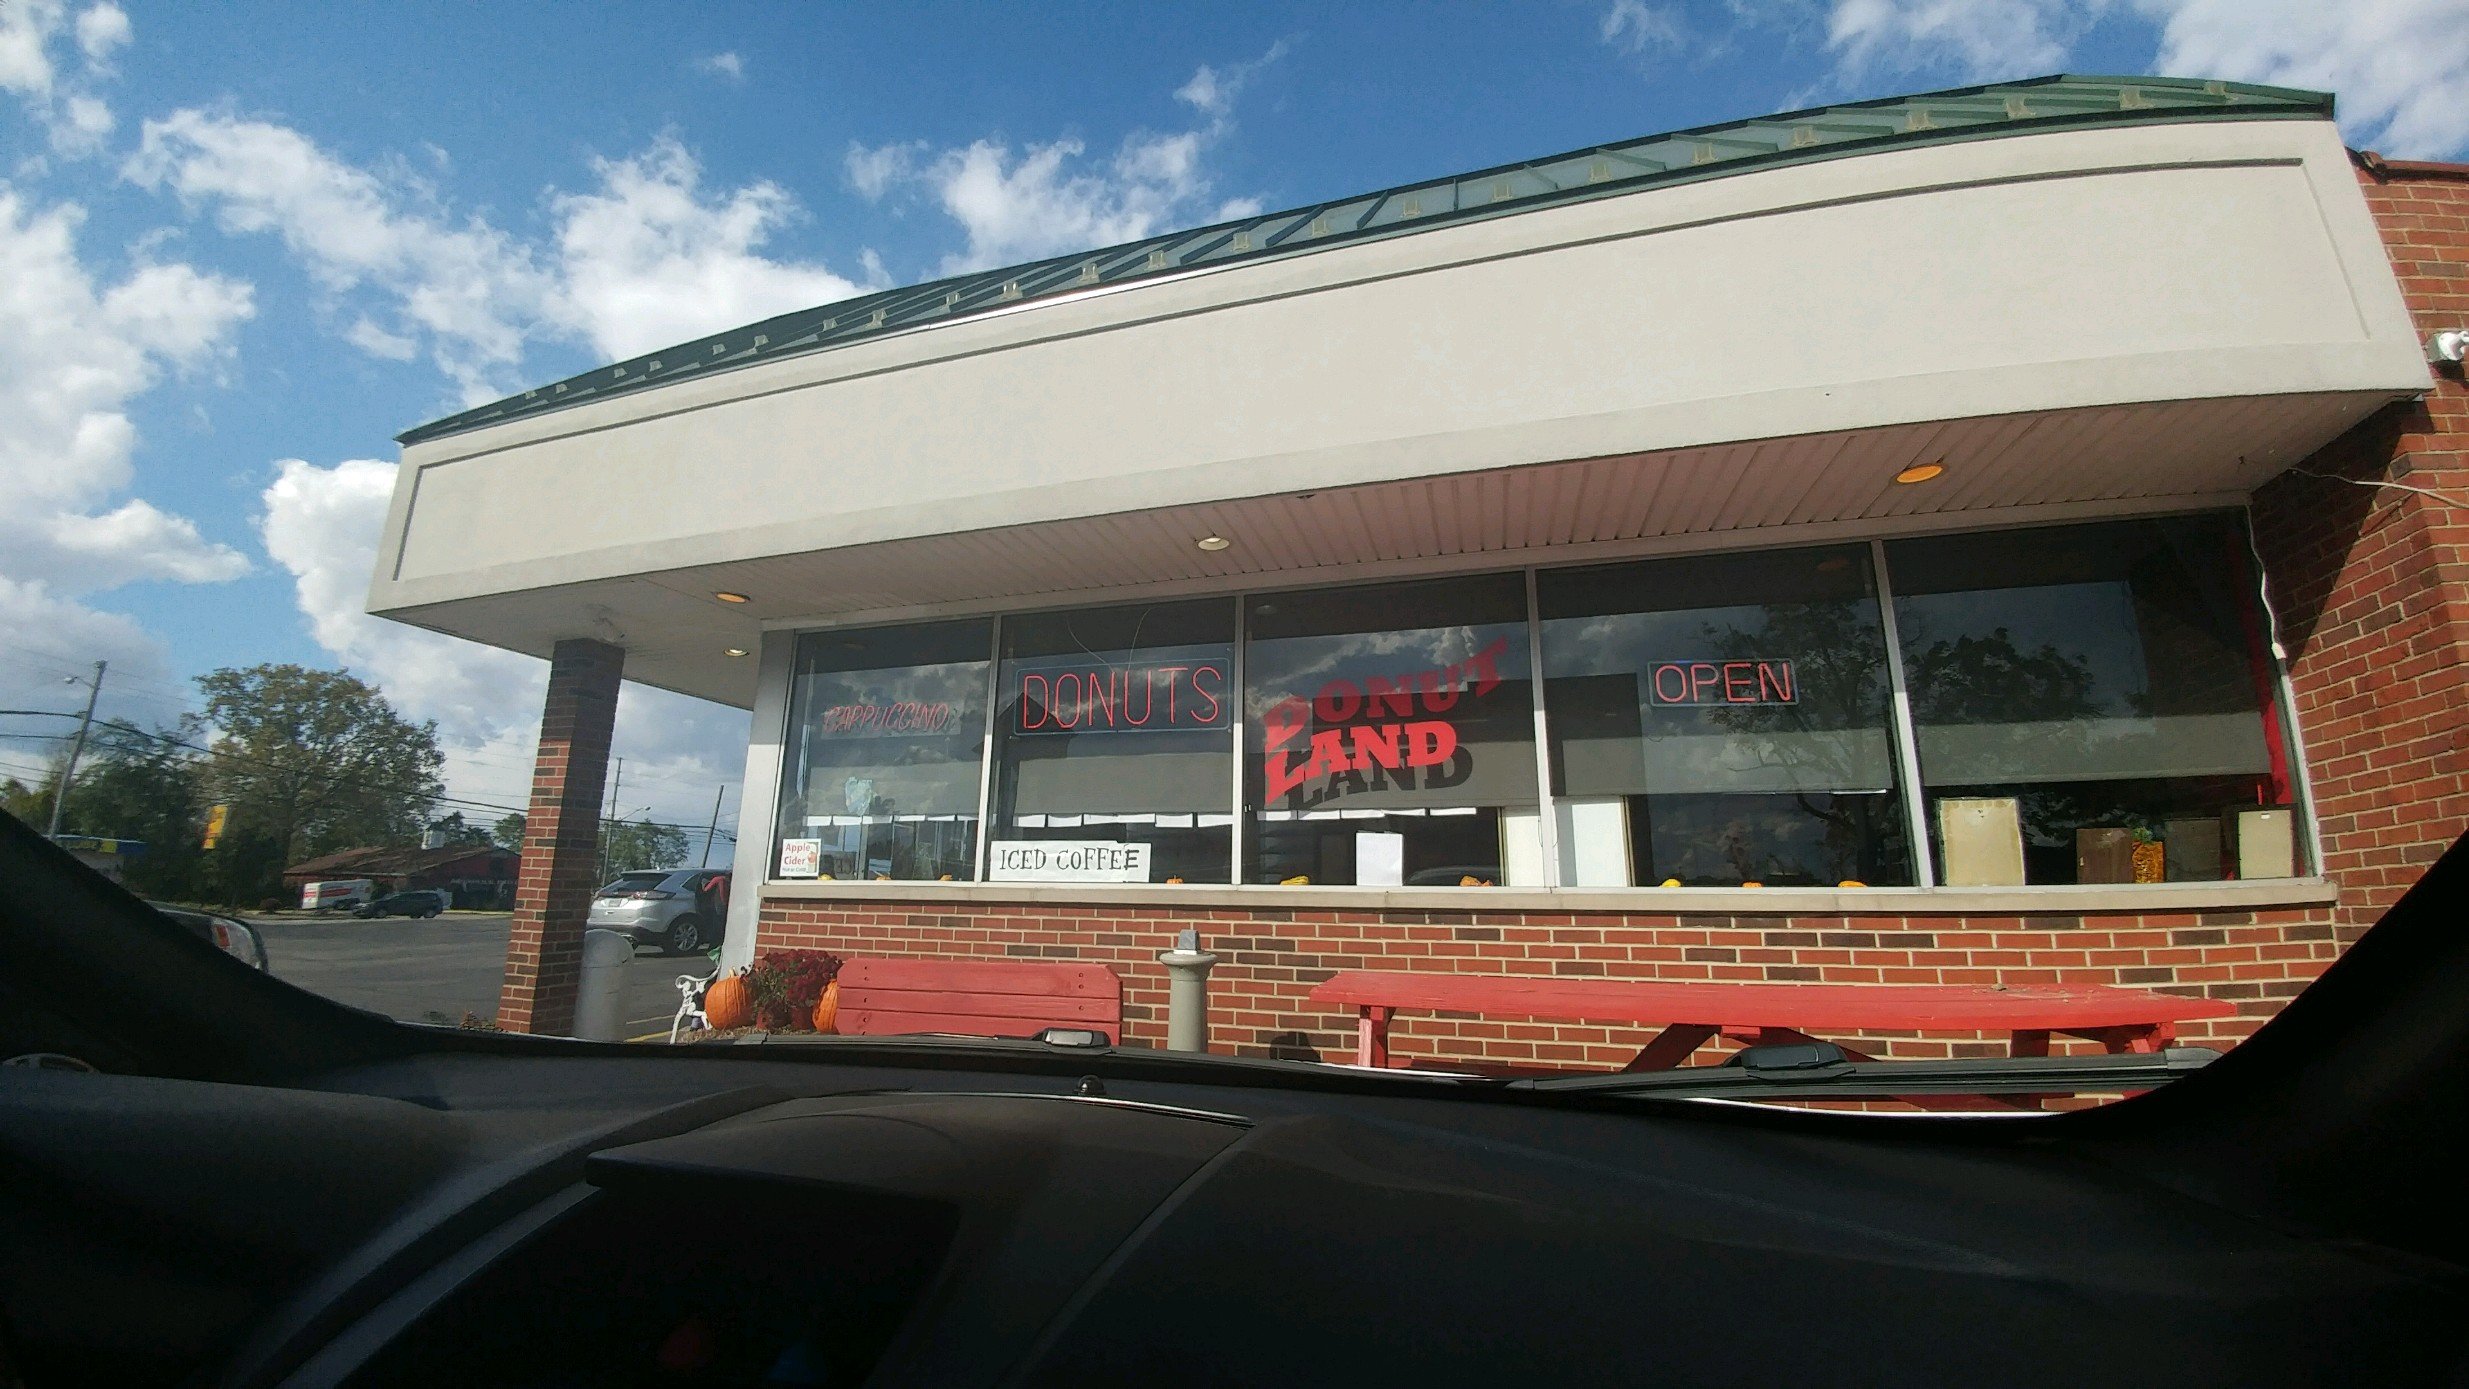 CAPPUCCINO
DONUTS
DONUT
LAND
OPEN
Apple
Cider
ICED COFFEE